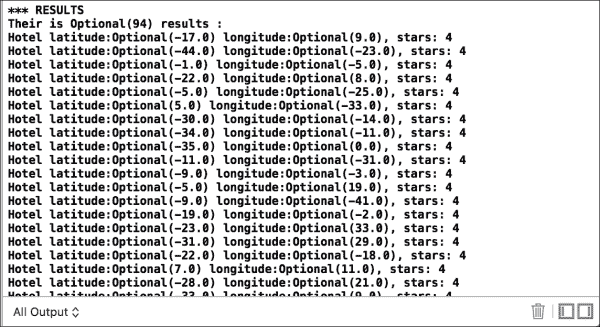 *** RESULTS
Their is Optional(94) results :
Hotel latitude:Optional(-17.0) longitude:Optional(9.0), stars: 4
Hotel latitude:Optional(-44.0) longitude:Optional(-23.0), stars: 4
Hotel latitude:Optional(-1.0) longitude:Optional(-5.0), stars: 4
Hotel latitude:Optional(-22.0) longitude:Optional(8.0), stars: 4
Hotel latitude:Optional(-5.0) longitude:Optional(-25.0), stars: 4
Hotel latitude:Optional(5.0) longitude:Optional(-33.0), stars: 4
Hotel latitude:Optional(-30.0) longitude:Optional(-14.0), stars: 4
Hotel latitude:Optional(-34.0) longitude:Optional(-11.0), stars: 4
Hotel latitude:Optional(-35.0) longitude:Optional(0.0), stars: 4
Hotel latitude:Optional(-11.0) longitude:Optional(-31.0), stars: 4
Hotel latitude:Optional(-9.0) longitude:Optional(-3.0), stars: 4
Hotel latitude:Optional(-5.0) longitude:Optional(19.0), stars: 4
Hotel latitude:Optional(-9.0) longitude:Optional(-41.0), stars: 4
Hotel latitude:Optional(-19.0) longitude:Optional(-2.0), stars: 4
Hotel latitude:Optional(-23.0) longitude:Optional(33.0), stars: 4
Hotel latitude:Optional(-31.0) longitude:Optional(29.0), stars: 4
Hotel latitude:Optional(-22.0) longitude:Optional(-18.0), stars: 4
Hotel latitude:Optional(7.0) longitude:Optional(11.0), stars: 4
Hotel latitude:Optional(-28.0) longitude:Optional(21.0), stars: 4
Hotel latitude:Optional(-33.0) longitude:Optional(9.0), stars: 4
All Output